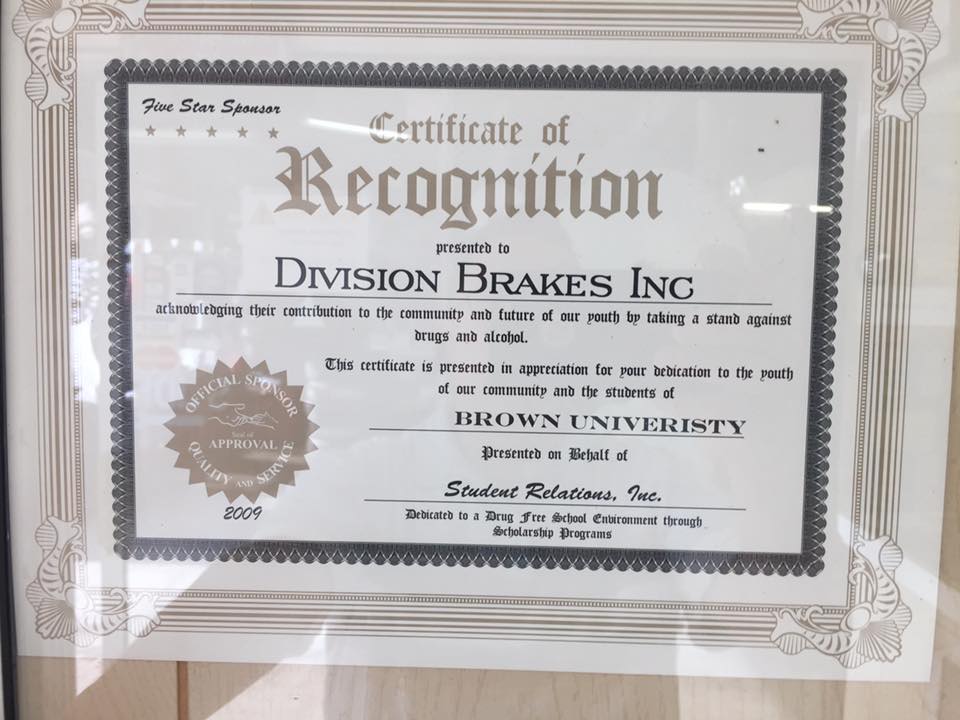 Five Star Sponsor
Certificate of
Recognition
presented to
DIVISION BRAKES INC
acknowledging their contribution to the community and future of our youth by taking a stand against
drugs and alcohol.
This certificate is presented in appreciation for your dedication to the youth
of our community and the students of
BROWN UNIVERISTY
Presented on Behalf of
Student Relations, Inc.
Dedicated to a Drug Free School Environment through
Scholarship Programs
OFFICIAL SPONSOR
Seal of
APPROVAL
QUALITY AND SERVICE
2009